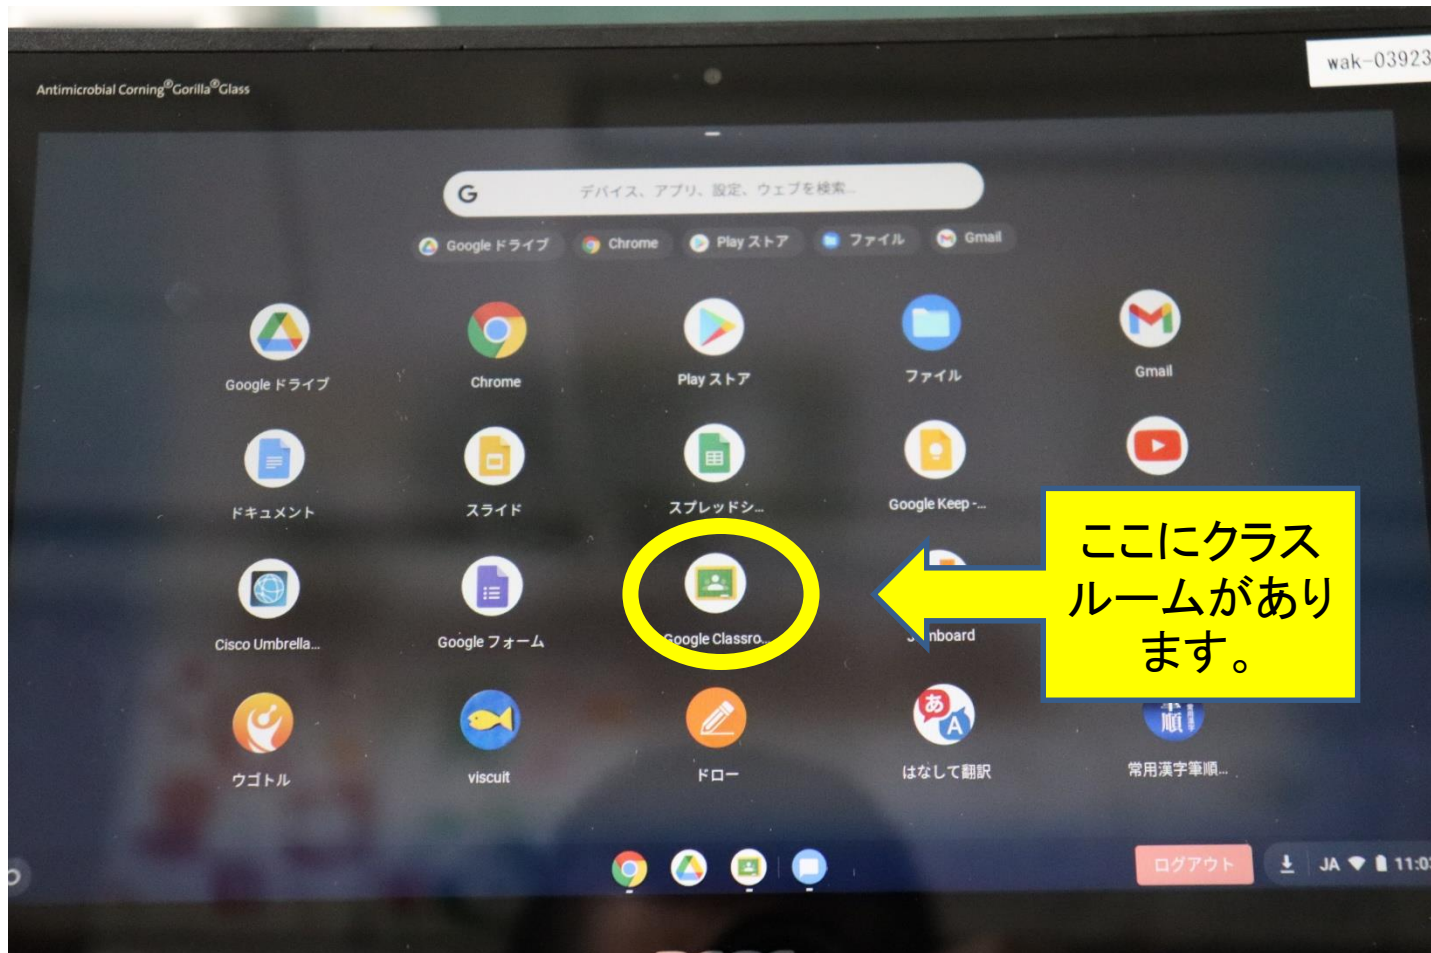 wak-03923
Antimicrobial Corning®Gorilla®Glass
デバイス、アプリ、設定、ウェブを検索...
Google ドライブ
Chrome
Play ストア
ファイル
Gmail
Google ドライブ
Chrome
Play ストア
ファイル
Gmail
ドキュメント
スライド
スプレッドシ...
Google Keep -...
ここにクラス
ルームがあり
ます。
Cisco Umbrella...
Google フォーム
Google Classro...
mboard
ウゴトル
viscuit
ドロー
はなして翻訳
常用漢字筆順...
ログアウト
JA
11:03